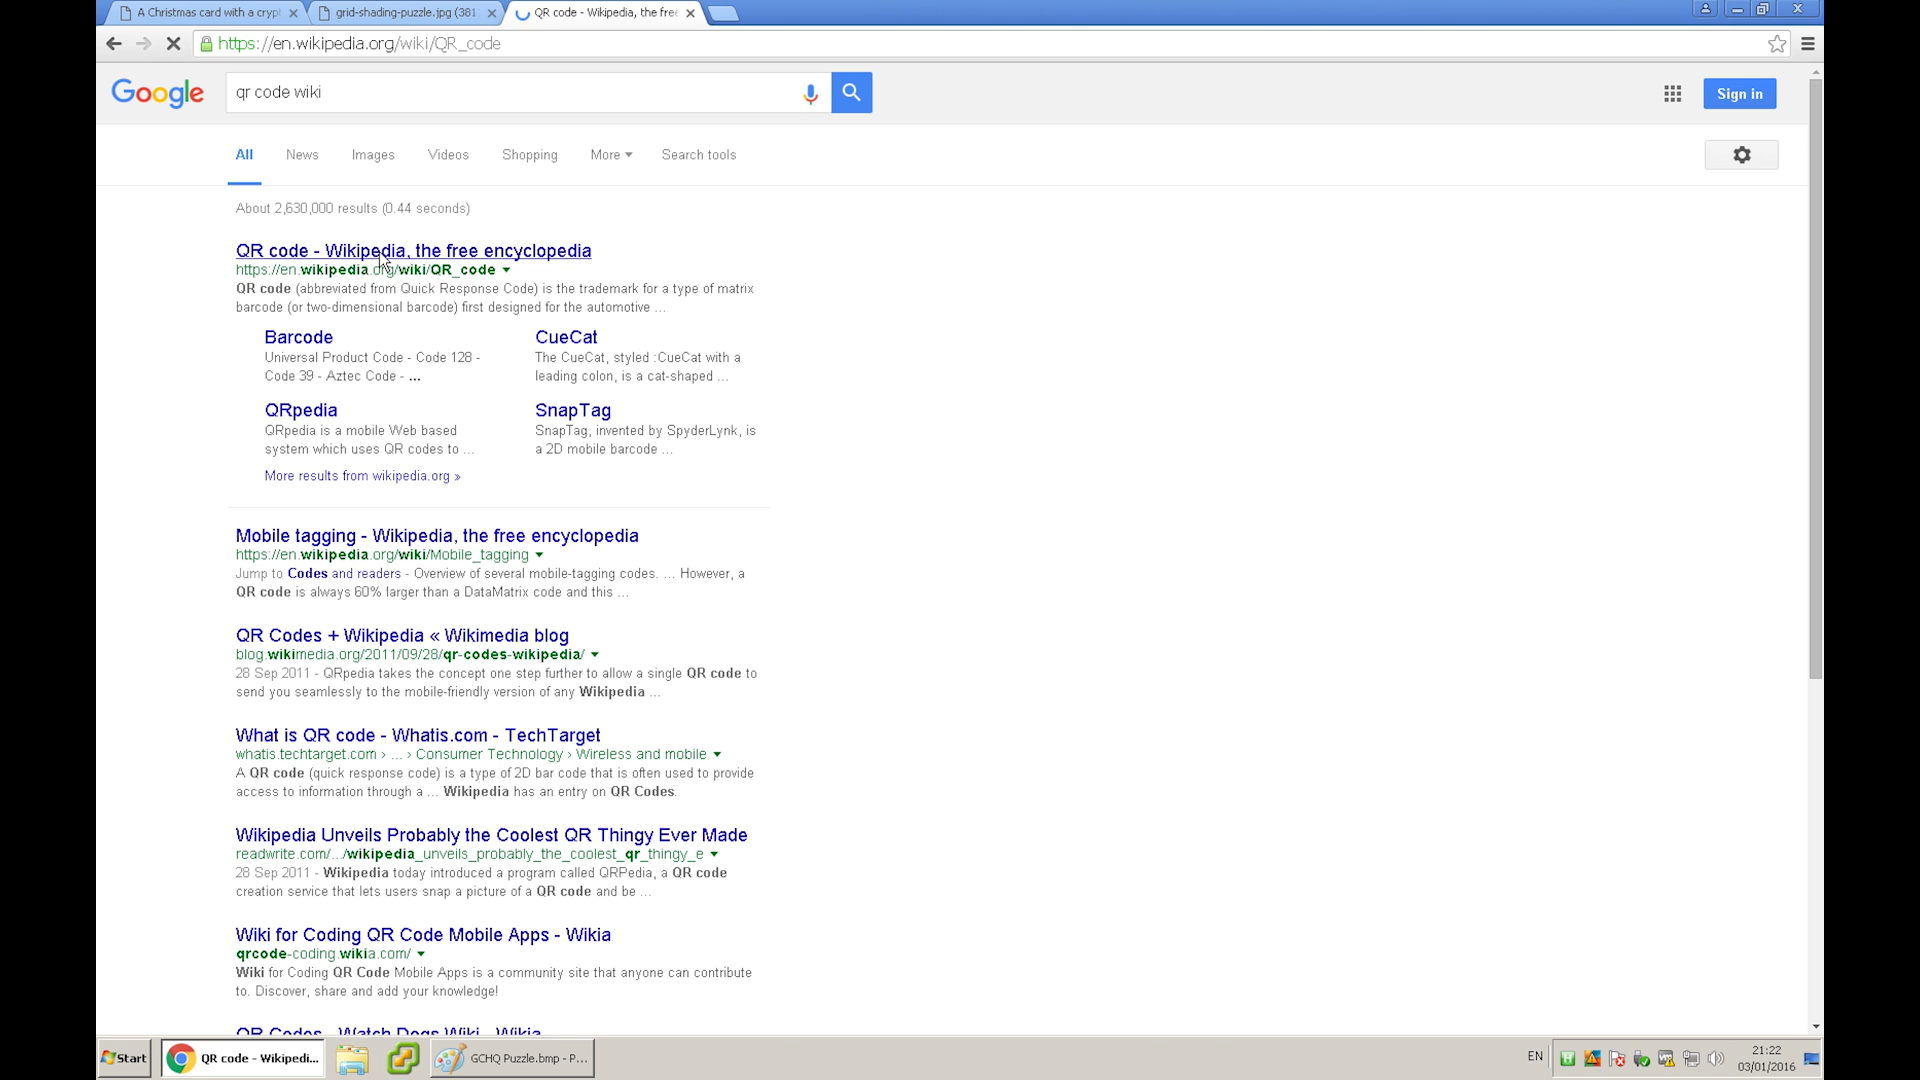 A Christmas card with a cryp
grid-shading-puzzle.jpg (381
QR code - Wikipedia, the fre
https://en.wikipedia.org/wiki/QR_code
Google
qr code wiki
Sign in
All News Images Videos Shopping More Search tools
About 2,630,000 results (0.44 seconds)
QR code - Wikipedia, the free encyclopedia
https://en.wikipedia.org/wiki/QR_code
QR code (abbreviated from Quick Response Code) is the trademark for a type of matrix
barcode (or two-dimensional barcode) first designed for the automotive ...
Barcode
Universal Product Code - Code 128 -
Code 39 - Aztec Code - ...
CueCat
The CueCat, styled :CueCat with a
leading colon, is a cat-shaped ...
QRpedia
QRpedia is a mobile Web based
system which uses QR codes to ...
SnapTag
SnapTag, invented by SpyderLynk, is
a 2D mobile barcode ...
More results from wikipedia.org »
Mobile tagging - Wikipedia, the free encyclopedia
https://en.wikipedia.org/wiki/Mobile_tagging
Jump to Codes and readers - Overview of several mobile-tagging codes. ... However, a
QR code is always 60% larger than a DataMatrix code and this ...
QR Codes + Wikipedia « Wikimedia blog
blog.wikimedia.org/2011/09/28/qr-codes-wikipedia/
28 Sep 2011 - QRpedia takes the concept one step further to allow a single QR code to
send you seamlessly to the mobile-friendly version of any Wikipedia ...
What is QR code - Whatis.com - TechTarget
whatis.techtarget.com › ... › Consumer Technology › Wireless and mobile
A QR code (quick response code) is a type of 2D bar code that is often used to provide
access to information through a ... Wikipedia has an entry on QR Codes.
Wikipedia Unveils Probably the Coolest QR Thingy Ever Made
readwrite.com/.../wikipedia_unveils_probably_the_coolest_qr_thingy_e
28 Sep 2011 - Wikipedia today introduced a program called QRPedia, a QR code
creation service that lets users snap a picture of a QR code and be ...
Wiki for Coding QR Code Mobile Apps - Wikia
qrcode-coding.wikia.com/
Wiki for Coding QR Code Mobile Apps is a community site that anyone can contribute
to. Discover, share and add your knowledge!
QR Codes - Watch Dogs Wiki - Wikia
Start
QR code - Wikipedi...
GCHQ Puzzle.bmp - P...
EN
21:22
03/01/2016